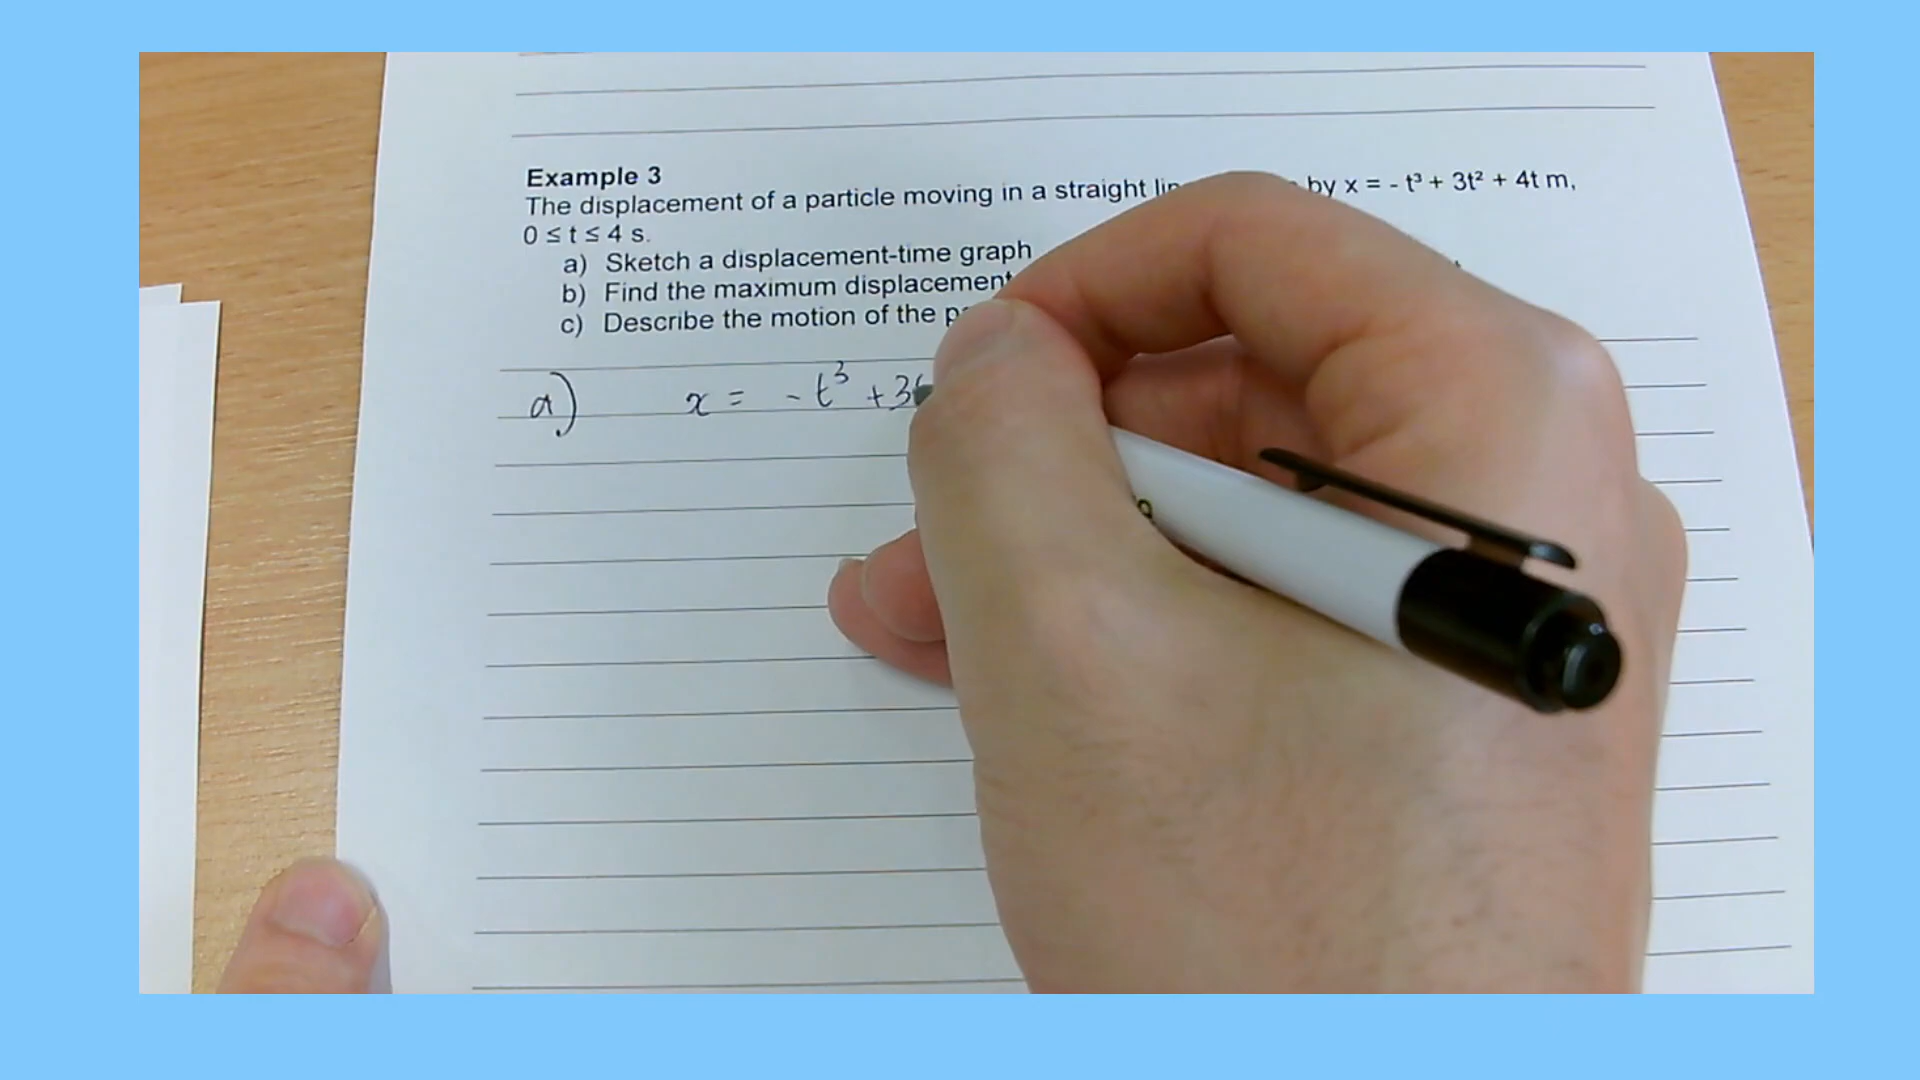 Example 3
The displacement of a particle moving in a straight by x = - t³ + 3t² + 4t m,
0 ≤ t ≤ 4 s.
a) Sketch a displacement-time graph
b) Find the maximum displacement
c) Describe the motion of the
a) x = - t³ + 3